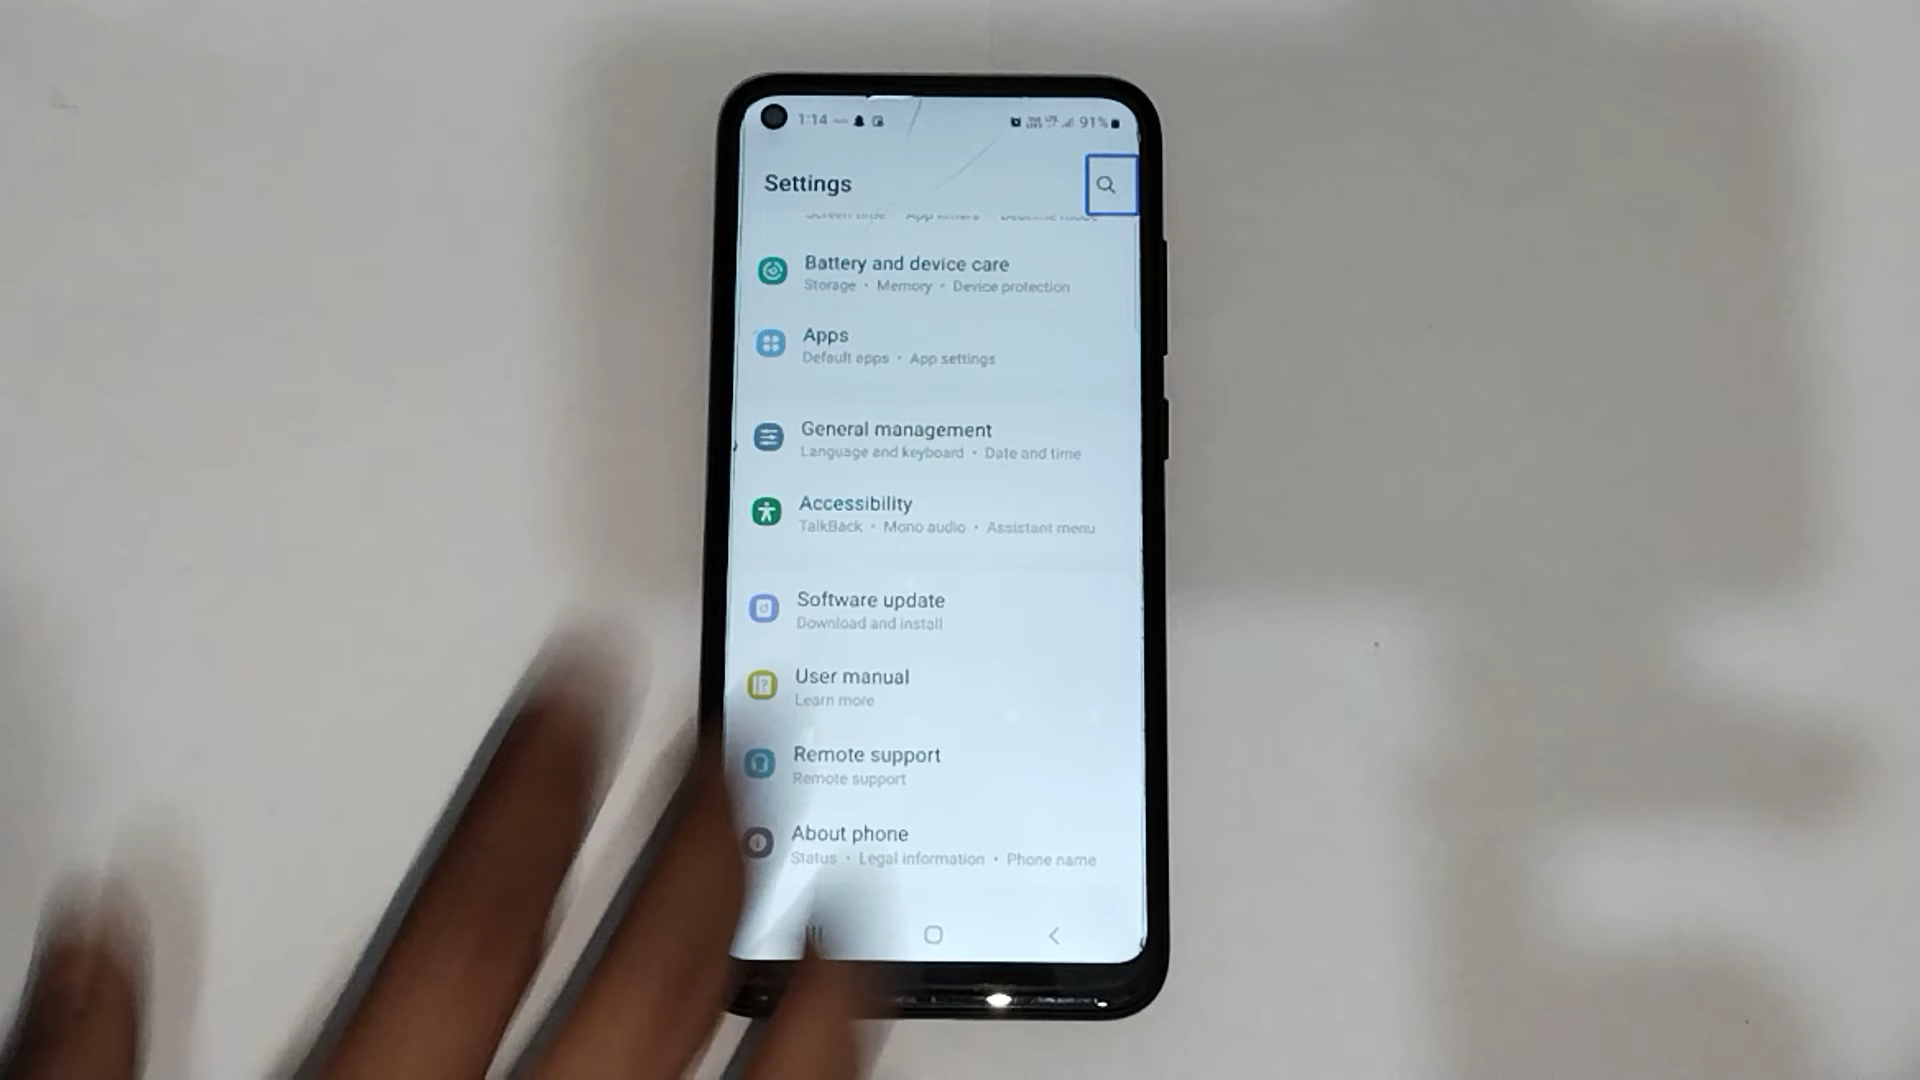 1:14
91%
Settings
Battery and device care
Storage • Memory • Device protection
Apps
Default apps • App settings
General management
Language and keyboard • Date and time
Accessibility
TalkBack • Mono audio • Assistant menu
Software update
Download and install
User manual
Learn more
Remote support
Remote support
About phone
Status • Legal information • Phone name